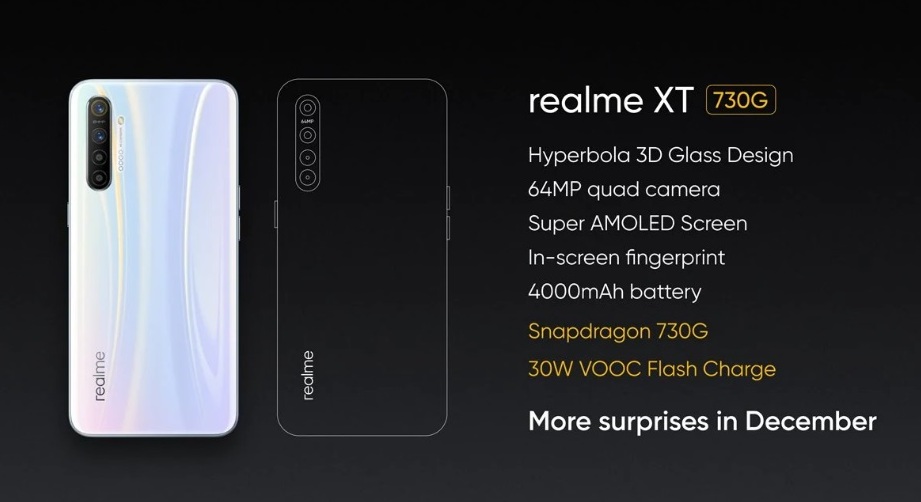 realme XT 730G
Hyperbola 3D Glass Design
64MP quad camera
Super AMOLED Screen
In-screen fingerprint
4000mAh battery
Snapdragon 730G
30W VOOC Flash Charge
More surprises in December
realme
64MP
realme